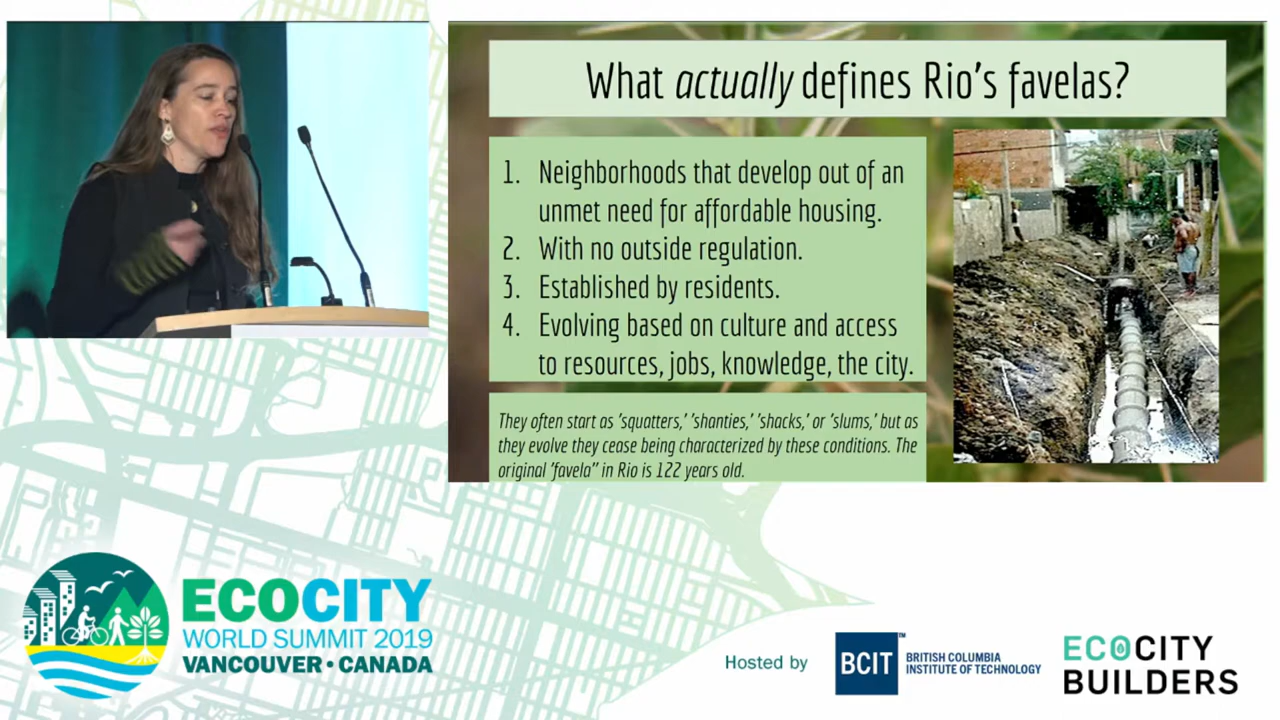 What actually defines Rio's favelas?
1. Neighborhoods that develop out of an
unmet need for affordable housing.
2. With no outside regulation.
3. Established by residents.
4. Evolving based on culture and access
to resources, jobs, knowledge, the city.
They often start as 'squatters,' 'shanties,' 'shacks,' or 'slums,' but as
they evolve they cease being characterized by these conditions. The
original 'favela" in Rio is 122 years old.
ECOCITY
WORLD SUMMIT 2019
VANCOUVER • CANADA
Hosted by
BCIT™
BRITISH COLUMBIA
INSTITUTE OF TECHNOLOGY
ECOCITY
BUILDERS